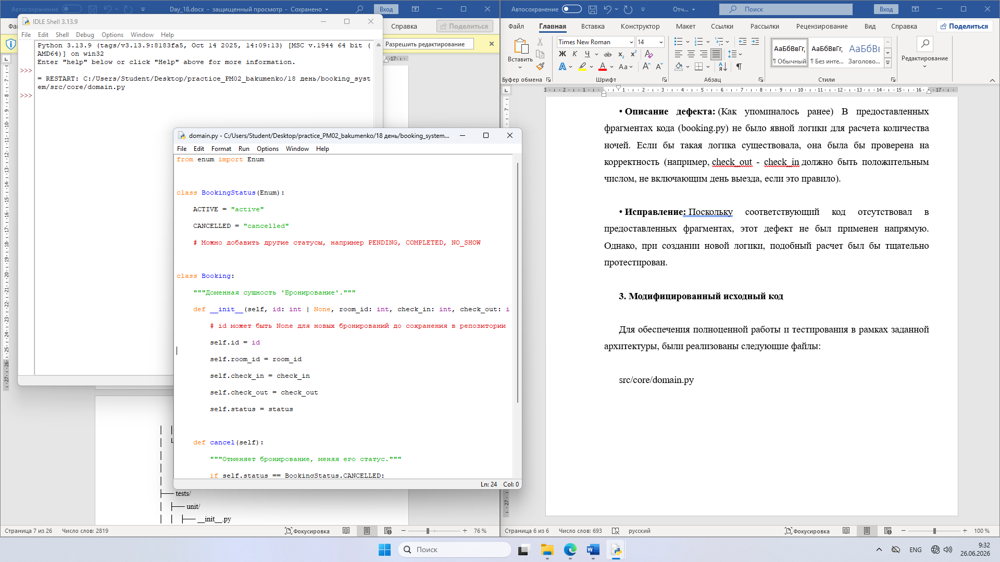 Автосохранение
Day_18.docx - защищенный просмотр - Сохранено
Вход
Справка
Поделиться
Разрешить редактирование
IDLE Shell 3.13.9
File Edit Shell Debug Options Window Help
Python 3.13.9 (tags/v3.13.9:8183fa5, Oct 14 2025, 14:09:13) [MSC v.1944 64 bit (
AMD64)] on win32
Enter "help" below or click "Help" above for more information.
>>>
= RESTART: C:/Users/Student/Desktop/practice_PM02_bakumenko/18 день/booking_syst
em/src/core/domain.py
>>>
domain.py - C:/Users/Student/Desktop/practice_PM02_bakumenko/18 день/booking_system...
File Edit Format Run Options Window Help
from enum import Enum
class BookingStatus(Enum):
ACTIVE = "active"
CANCELLED = "cancelled"
# Можно добавить другие статусы, например PENDING, COMPLETED, NO_SHOW
class Booking:
"""Доменная сущность 'Бронирование'."""
def __init__(self, id: int | None, room_id: int, check_in: int, check_out: i
# id может быть None для новых бронирований до сохранения в репозитории
self.id = id
self.room_id = room_id
self.check_in = check_in
self.check_out = check_out
self.status = status
def cancel(self):
"""Отменяет бронирование, меняя его статус."""
if self.status == BookingStatus.CANCELLED:
Ln: 24 Col: 0
├── tests/
│ ├── unit/
│ │ ├── __init__.py
Страница 7 из 26 Число слов: 2819 Фокусировка 76 %
Автосохранение Отч... Поиск Вход
Файл Главная Вставка Конструктор Макет Ссылки Рассылки Рецензирование Вид Справка Поделиться
Вставить
Буфер обмена
Times New Roman 14
Ж К Ч ab x₂ x²
Шрифт
Абзац
АаБбВвГг, АаБбВвГг, АаБбВв
¶ Обычный ¶ Без инте... Заголово...
Стили
Редактирование
• Описание дефекта: (Как упоминалось ранее) В предоставленных
фрагментах кода (booking.py) не было явной логики для расчета количества
ночей. Если бы такая логика существовала, она была бы проверена на
корректность (например, check_out - check_in должно быть положительным
числом, не включающим день выезда, если это правило).
• Исправление: Поскольку соответствующий код отсутствовал в
предоставленных фрагментах, этот дефект не был применен напрямую.
Однако, при создании новой логики, подобный расчет был бы тщательно
протестирован.
3. Модифицированный исходный код
Для обеспечения полноценной работы и тестирования в рамках заданной
архитектуры, были реализованы следующие файлы:
src/core/domain.py
Страница 6 из 6 Число слов: 693 русский Фокусировка 100 %
Поиск
ENG
9:32
26.06.2026